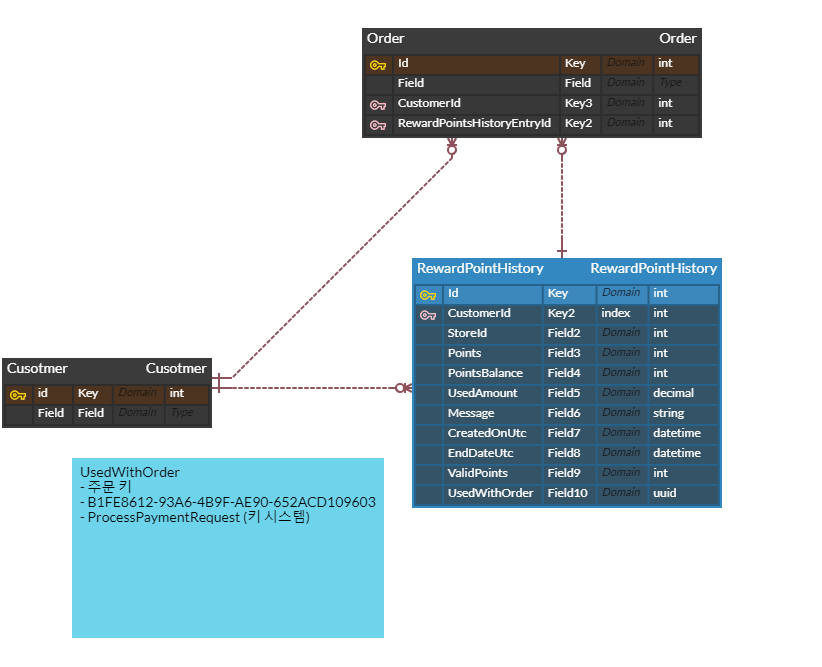 Order Order
Id Key Domain int
Field Field Domain Type
CustomerId Key3 Domain int
RewardPointsHistoryEntryId Key2 Domain int
RewardPointHistory RewardPointHistory
Id Key Domain int
CustomerId Key2 index int
StoreId Field2 Domain int
Points Field3 Domain int
PointsBalance Field4 Domain int
UsedAmount Field5 Domain decimal
Message Field6 Domain string
CreatedOnUtc Field7 Domain datetime
EndDateUtc Field8 Domain datetime
ValidPoints Field9 Domain int
UsedWithOrder Field10 Domain uuid
Cusotmer Cusotmer
id Key Domain int
Field Field Domain Type
UsedWithOrder
- 주문 키
- B1FE8612-93A6-4B9F-AE90-652ACD109603
- ProcessPaymentRequest (키 시스템)